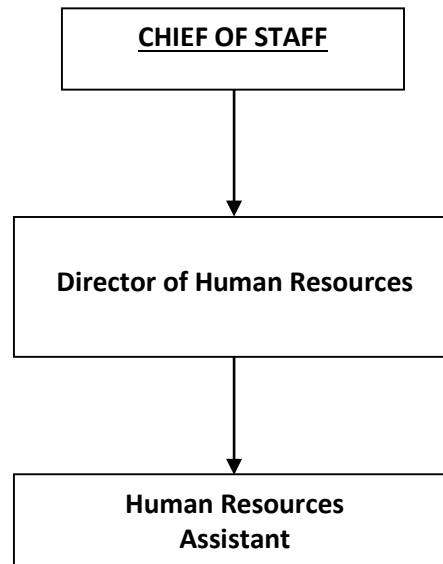 CHIEF OF STAFF
Director of Human Resources
Human Resources
Assistant